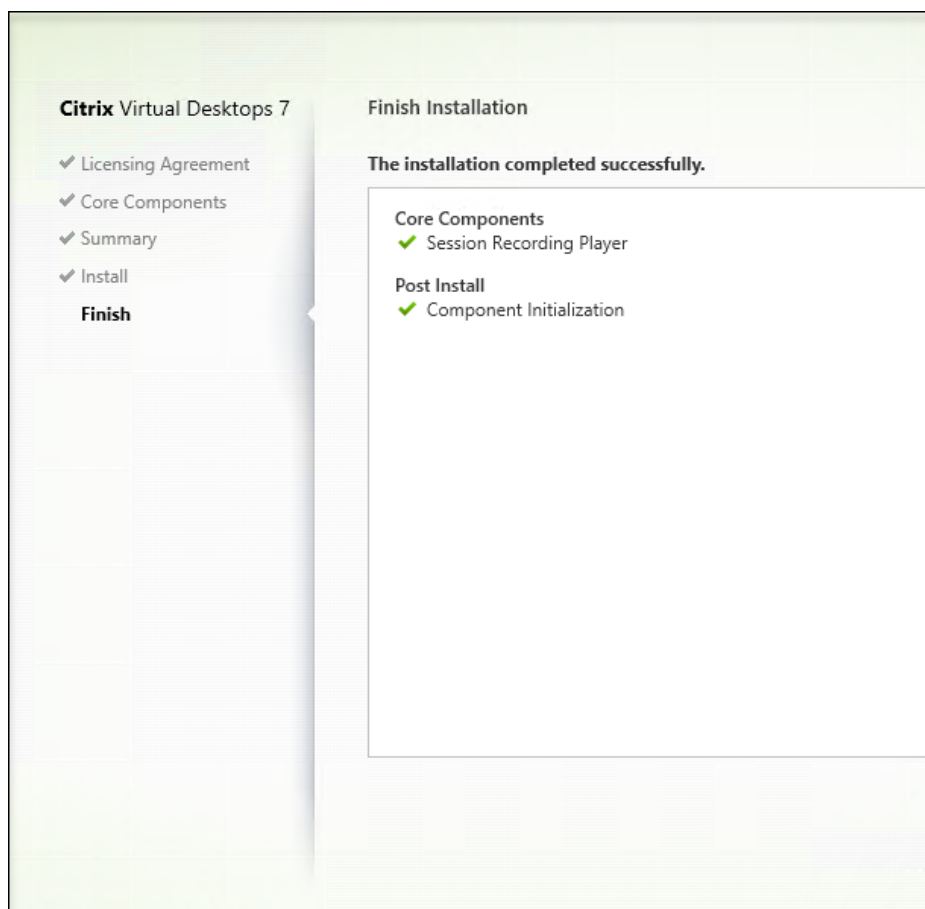 Citrix Virtual Desktops 7
Licensing Agreement
Core Components
Summary
Install
Finish
Finish Installation
The installation completed successfully.
Core Components
Session Recording Player
Post Install
Component Initialization